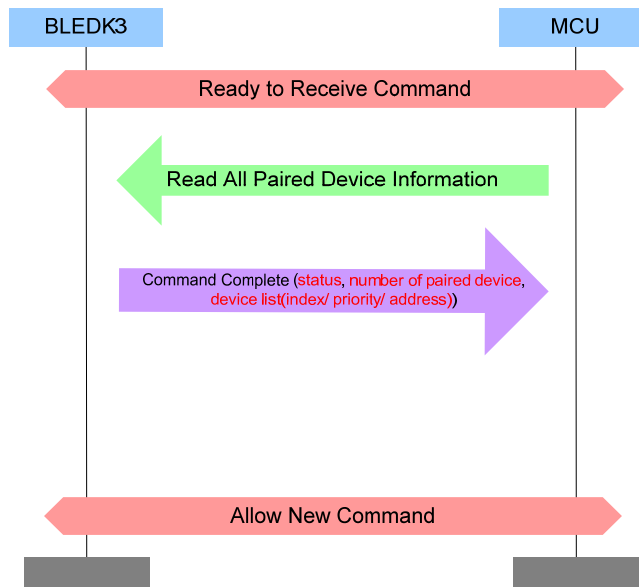 BLEDK3
MCU
Ready to Receive Command
Read All Paired Device Information
Command Complete (status, number of paired device,
device list(index/ priority/ address))
Allow New Command